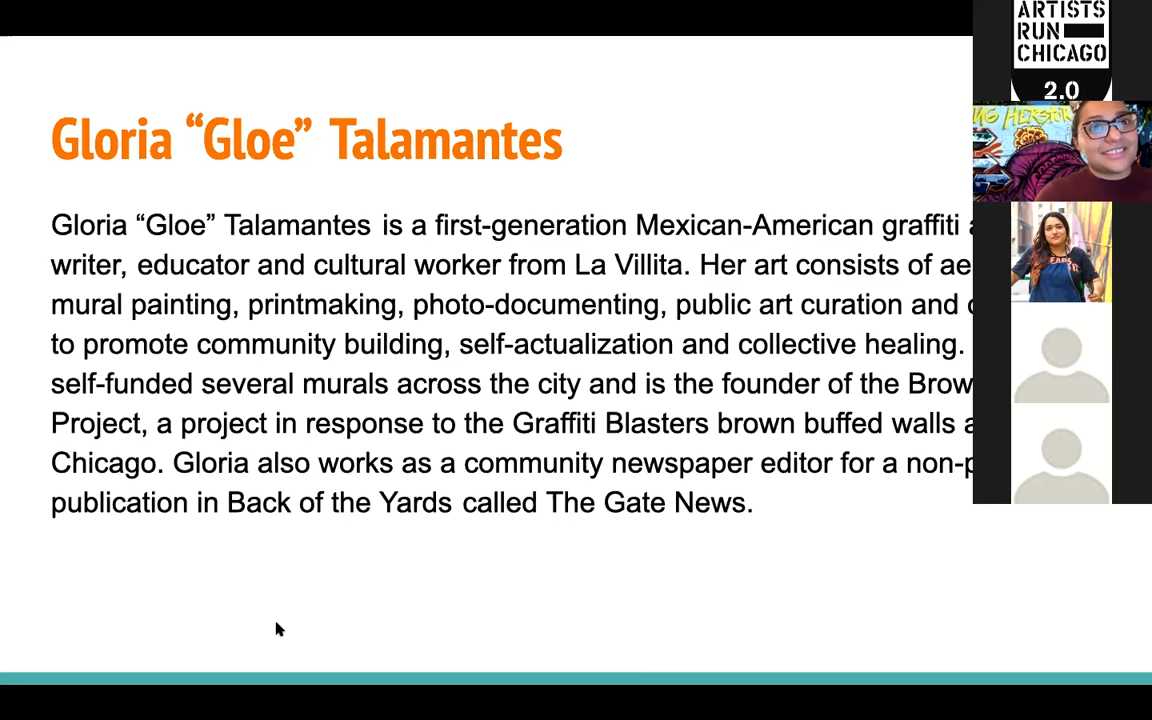 Gloria “Gloe” Talamantes
Gloria “Gloe” Talamantes is a first-generation Mexican-American graffiti
writer, educator and cultural worker from La Villita. Her art consists of
mural painting, printmaking, photo-documenting, public art curation and
to promote community building, self-actualization and collective healing.
self-funded several murals across the city and is the founder of the
Project, a project in response to the Graffiti Blasters brown buffed walls
Chicago. Gloria also works as a community newspaper editor for a
publication in Back of the Yards called The Gate News.
ARTISTS
RUN
CHICAGO
2.0